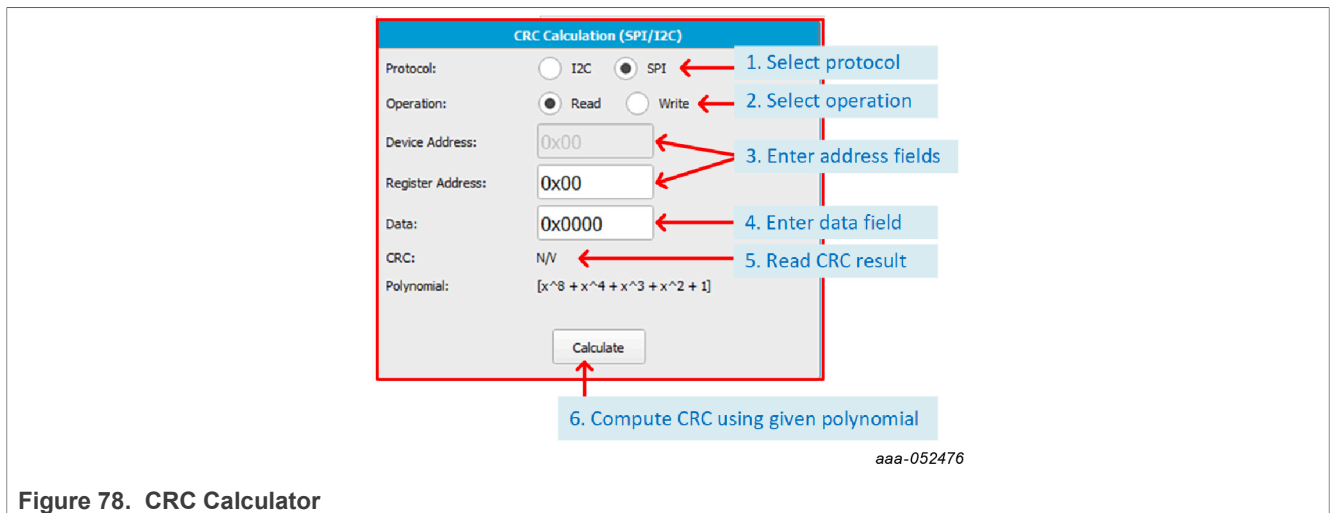 CRC Calculation (SPI/I2C)
Protocol: I2C SPI 1. Select protocol
Operation: Read Write 2. Select operation
Device Address: 0x00
3. Enter address fields
Register Address: 0x00
Data: 0x0000 4. Enter data field
CRC: N/V 5. Read CRC result
Polynomial: [x^8 + x^4 + x^3 + x^2 + 1]
Calculate
6. Compute CRC using given polynomial
aaa-052476
Figure 78. CRC Calculator